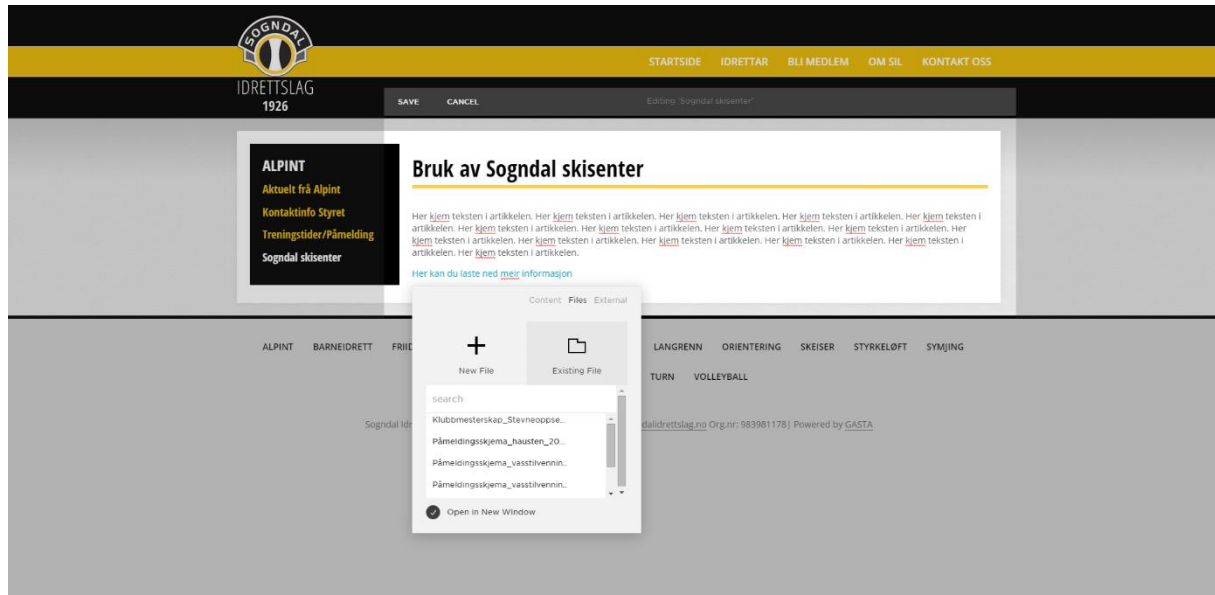 SOGNDAL
IDRETTSLAG
1926
STARTSIDE IDRETTAR BLI MEDLEM OM SIL KONTAKT OSS
SAVE CANCEL Editing 'Sogndal skisenter'
ALPINT
Aktuelt frå Alpint
Kontaktinfo Styret
Treningstider/Påmelding
Sogndal skisenter
Bruk av Sogndal skisenter
Her kjem teksten i artikkelen. Her kjem teksten i artikkelen. Her kjem teksten i artikkelen. Her kjem teksten i artikkelen. Her kjem teksten i
artikkelen. Her kjem teksten i artikkelen. Her kjem teksten i artikkelen. Her kjem teksten i artikkelen. Her kjem teksten i artikkelen. Her
kjem teksten i artikkelen. Her kjem teksten i artikkelen. Her kjem teksten i artikkelen. Her kjem teksten i artikkelen. Her kjem teksten i
artikkelen. Her kjem teksten i artikkelen.
Her kan du laste ned meir informasjon
Content Files External
New File Existing File
search
Klubbmesterskap_Stevneoppse...
Påmeldingsskjema_hausten_20...
Påmeldingsskjema_vasstilvennin...
Påmeldingsskjema_vasstilvennin...
Open in New Window
ALPINT BARNEIDRETT FRIID LANGRENN ORIENTERING SKEISER STYRKELØFT SYMJING
TURN VOLLEYBALL
Sogndal Idr dalidrettslag.no Org.nr: 983981178| Powered by GASTA